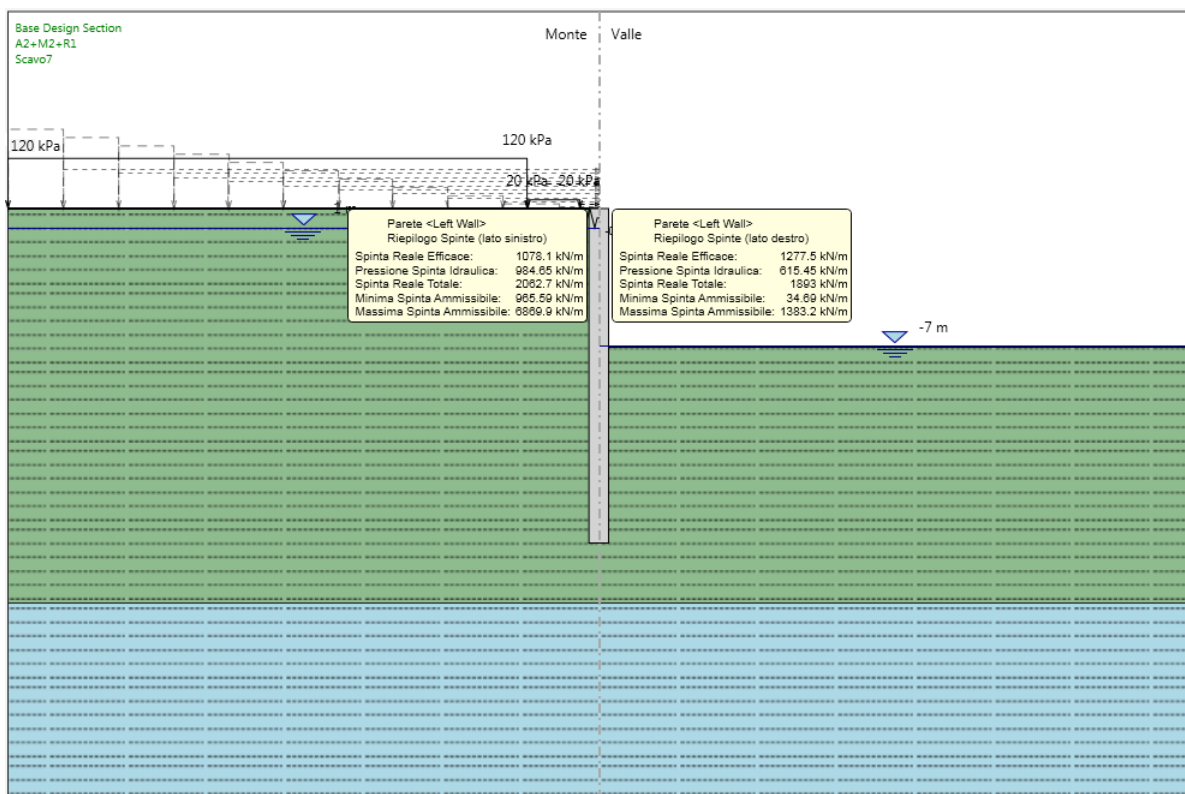 Base Design Section
A2+M2+R1
Scavo7
Monte
Valle
120 kPa
120 kPa
20 kPa
20 kPa
Parete <Left Wall>
Riepilogo Spinte (lato sinistro)
Spinta Reale Efficace: 1078.1 kN/m
Pressione Spinta Idraulica: 984.65 kN/m
Spinta Reale Totale: 2062.7 kN/m
Minima Spinta Ammissibile: 965.59 kN/m
Massima Spinta Ammissibile: 6869.9 kN/m
Parete <Left Wall>
Riepilogo Spinte (lato destro)
Spinta Reale Efficace: 1277.5 kN/m
Pressione Spinta Idraulica: 615.45 kN/m
Spinta Reale Totale: 1893 kN/m
Minima Spinta Ammissibile: 34.69 kN/m
Massima Spinta Ammissibile: 1383.2 kN/m
-7 m